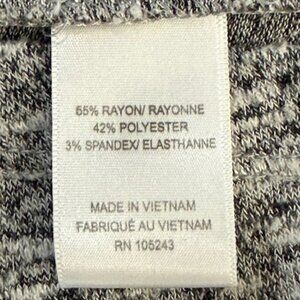 55% RAYON/ RAYONNE
42% POLYESTER
3% SPANDEX/ ELASTHANNE
MADE IN VIETNAM
FABRIQUÉ AU VIETNAM
RN 105243